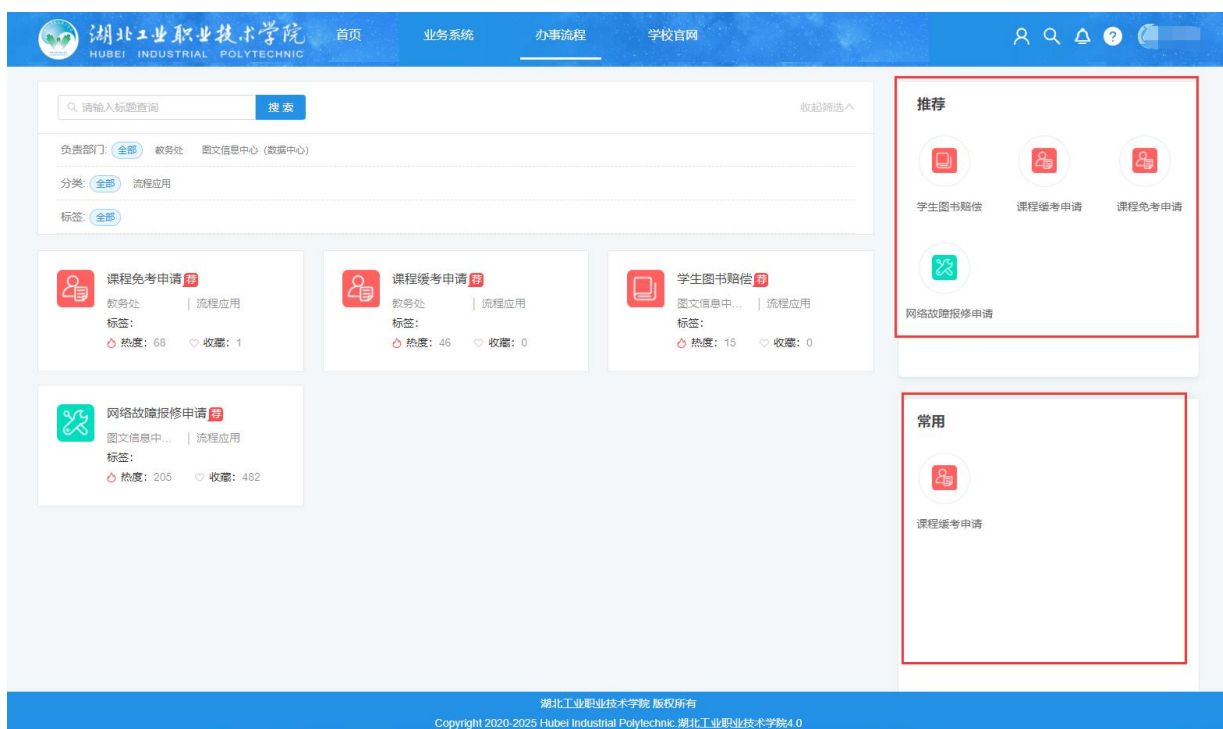 湖北工业职业技术学院
HUBEI INDUSTRIAL POLYTECHNIC
首页 业务系统 办事流程 学校官网
请输入标题查询 搜索 收起筛选
负责部门: 全部 教务处 图文信息中心 (数据中心)
分类: 全部 流程应用
标签: 全部
课程免考申请 荐
教务处 | 流程应用
标签:
热度: 68 收藏: 1
课程缓考申请 荐
教务处 | 流程应用
标签:
热度: 46 收藏: 0
学生图书赔偿 荐
图文信息中... | 流程应用
标签:
热度: 15 收藏: 0
网络故障报修申请 荐
图文信息中... | 流程应用
标签:
热度: 205 收藏: 482
推荐
学生图书赔偿 课程缓考申请 课程免考申请
网络故障报修申请
常用
课程缓考申请
湖北工业职业技术学院 版权所有
Copyright 2020-2025 Hubei Industrial Polytechnic.湖北工业职业技术学院4.0